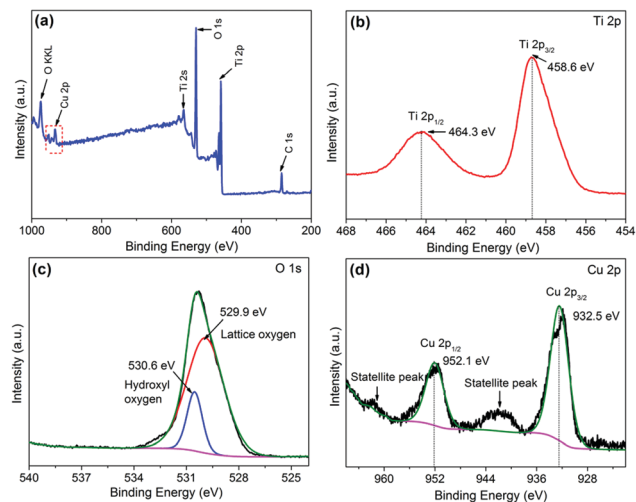 (a)
O KKL
Cu 2p
Ti 2s
O 1s
Ti 2p
C 1s
Intensity (a.u.)
1000 800 600 400 200
Binding Energy (eV)
(b)
Ti 2p
Ti 2p3/2
458.6 eV
Ti 2p1/2
464.3 eV
Intensity (a.u.)
468 466 464 462 460 458 456 454
Binding Energy (eV)
(c)
O 1s
529.9 eV
Lattice oxygen
530.6 eV
Hydroxyl
oxygen
Intensity (a.u.)
540 537 534 531 528 525
Binding Energy (eV)
(d)
Cu 2p
Cu 2p3/2
932.5 eV
Cu 2p1/2
952.1 eV
Statellite peak
Statellite peak
Intensity (a.u.)
960 952 944 936 928
Binding Energy (eV)